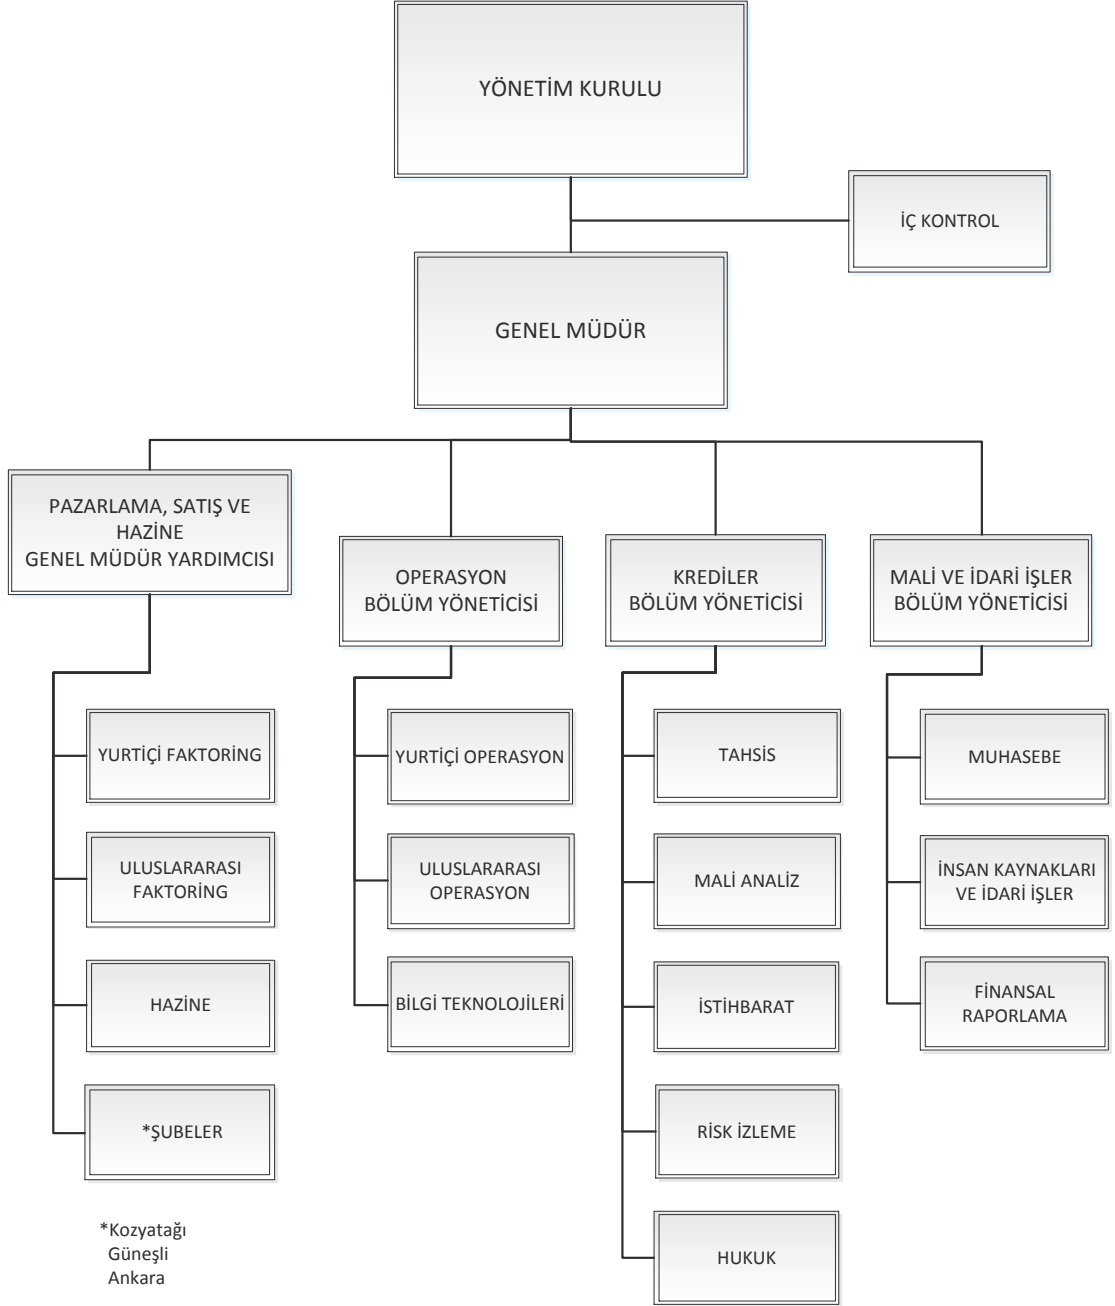 YÖNETİM KURULU
İÇ KONTROL
GENEL MÜDÜR
PAZARLAMA, SATIŞ VE
HAZİNE
GENEL MÜDÜR YARDIMCISI
OPERASYON
BÖLÜM YÖNETİCİSİ
KREDİLER
BÖLÜM YÖNETİCİSİ
MALİ VE İDARİ İŞLER
BÖLÜM YÖNETİCİSİ
YURTİÇİ FAKTORİNG
ULUSLARARASI
FAKTORİNG
HAZİNE
*ŞUBELER
*Kozyatağı
Güneşli
Ankara
YURTİÇİ OPERASYON
ULUSLARARASI
OPERASYON
BİLGİ TEKNOLOJİLERİ
TAHSİS
MALİ ANALİZ
İSTİHBARAT
RİSK İZLEME
HUKUK
MUHASEBE
İNSAN KAYNAKLARI
VE İDARİ İŞLER
FİNANSAL
RAPORLAMA